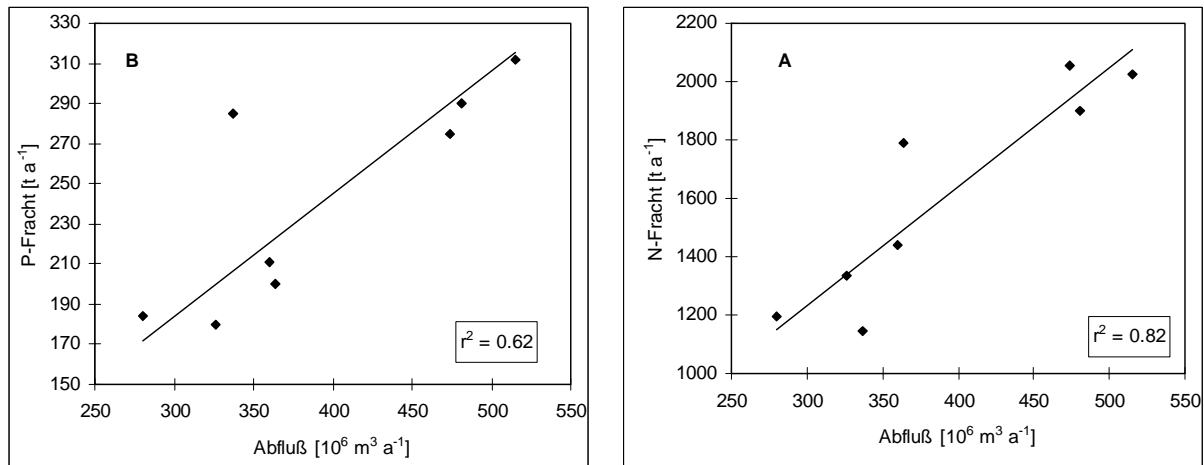 B
P-Fracht [t a⁻¹]
330
310
290
270
250
230
210
190
170
150
r² = 0.62
250 300 350 400 450 500 550
Abfluß [10⁶ m³ a⁻¹]
A
N-Fracht [t a⁻¹]
2200
2000
1800
1600
1400
1200
1000
r² = 0.82
250 300 350 400 450 500 550
Abfluß [10⁶ m³ a⁻¹]